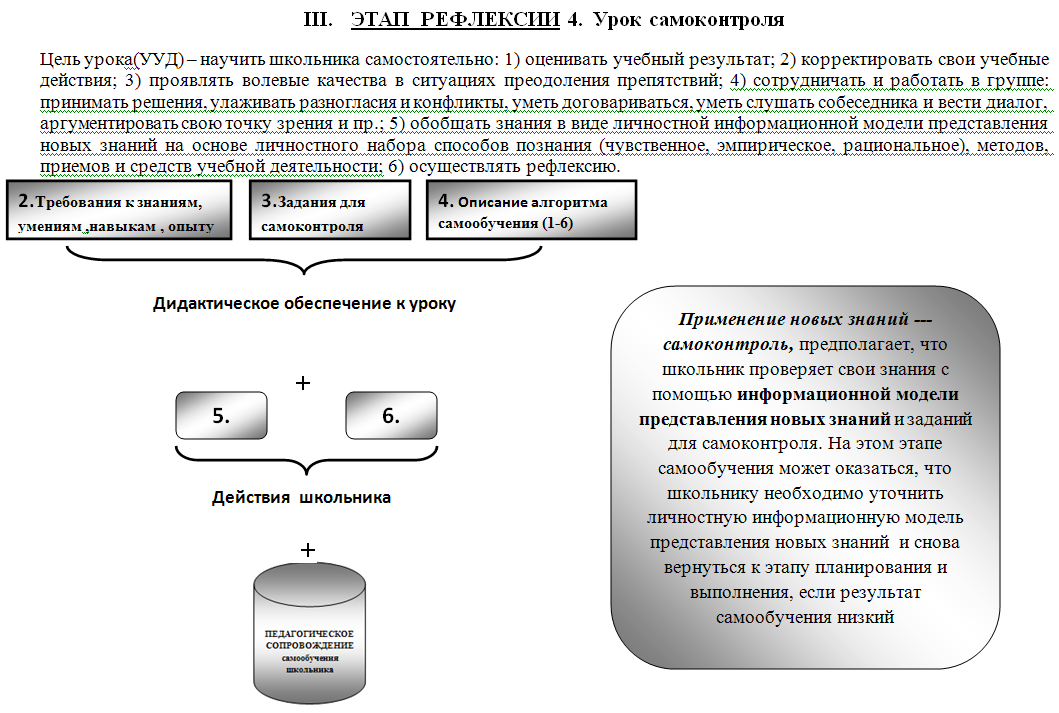 III. ЭТАП РЕФЛЕКСИИ 4. Урок самоконтроля
Цель урока(УУД) – научить школьника самостоятельно: 1) оценивать учебный результат; 2) корректировать свои учебные
действия; 3) проявлять волевые качества в ситуациях преодоления препятствий; 4) сотрудничать и работать в группе:
принимать решения, улаживать разногласия и конфликты, уметь договариваться, уметь слушать собеседника и вести диалог,
аргументировать свою точку зрения и пр.; 5) обобщать знания в виде личностной информационной модели представления
новых знаний на основе личностного набора способов познания (чувственное, эмпирическое, рациональное), методов,
приемов и средств учебной деятельности; 6) осуществлять рефлексию.
2.Требования к знаниям,
умениям ,навыкам , опыту
3.Задания для
самоконтроля
4. Описание алгоритма
самообучения (1-6)
Дидактическое обеспечение к уроку
+
5.
6.
Действия школьника
+
ПЕДАГОГИЧЕСКОЕ
СОПРОВОЖДЕНИЕ
самообучения
школьника
Применение новых знаний ---
самоконтроль, предполагает, что
школьник проверяет свои знания с
помощью информационной модели
представления новых знаний и заданий
для самоконтроля. На этом этапе
самообучения может оказаться, что
школьнику необходимо уточнить
личностную информационную модель
представления новых знаний и снова
вернуться к этапу планирования и
выполнения, если результат
самообучения низкий